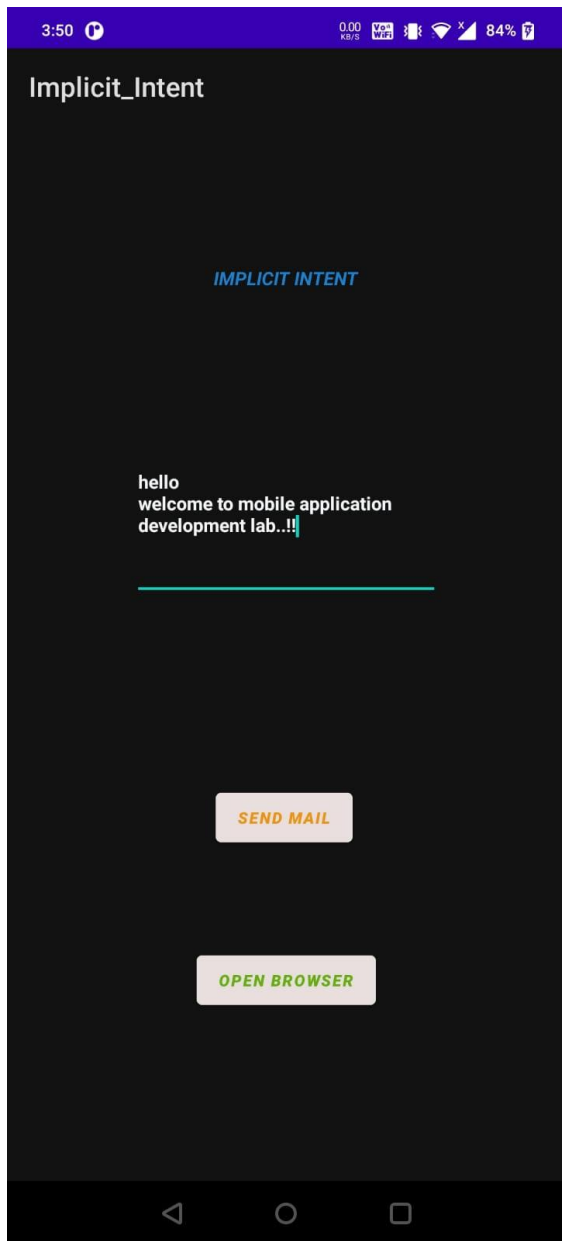 3:50
0.00
KB/S
Vo))
WiFi
84%
Implicit_Intent
IMPLICIT INTENT
hello
welcome to mobile application
development lab..!!
SEND MAIL
OPEN BROWSER